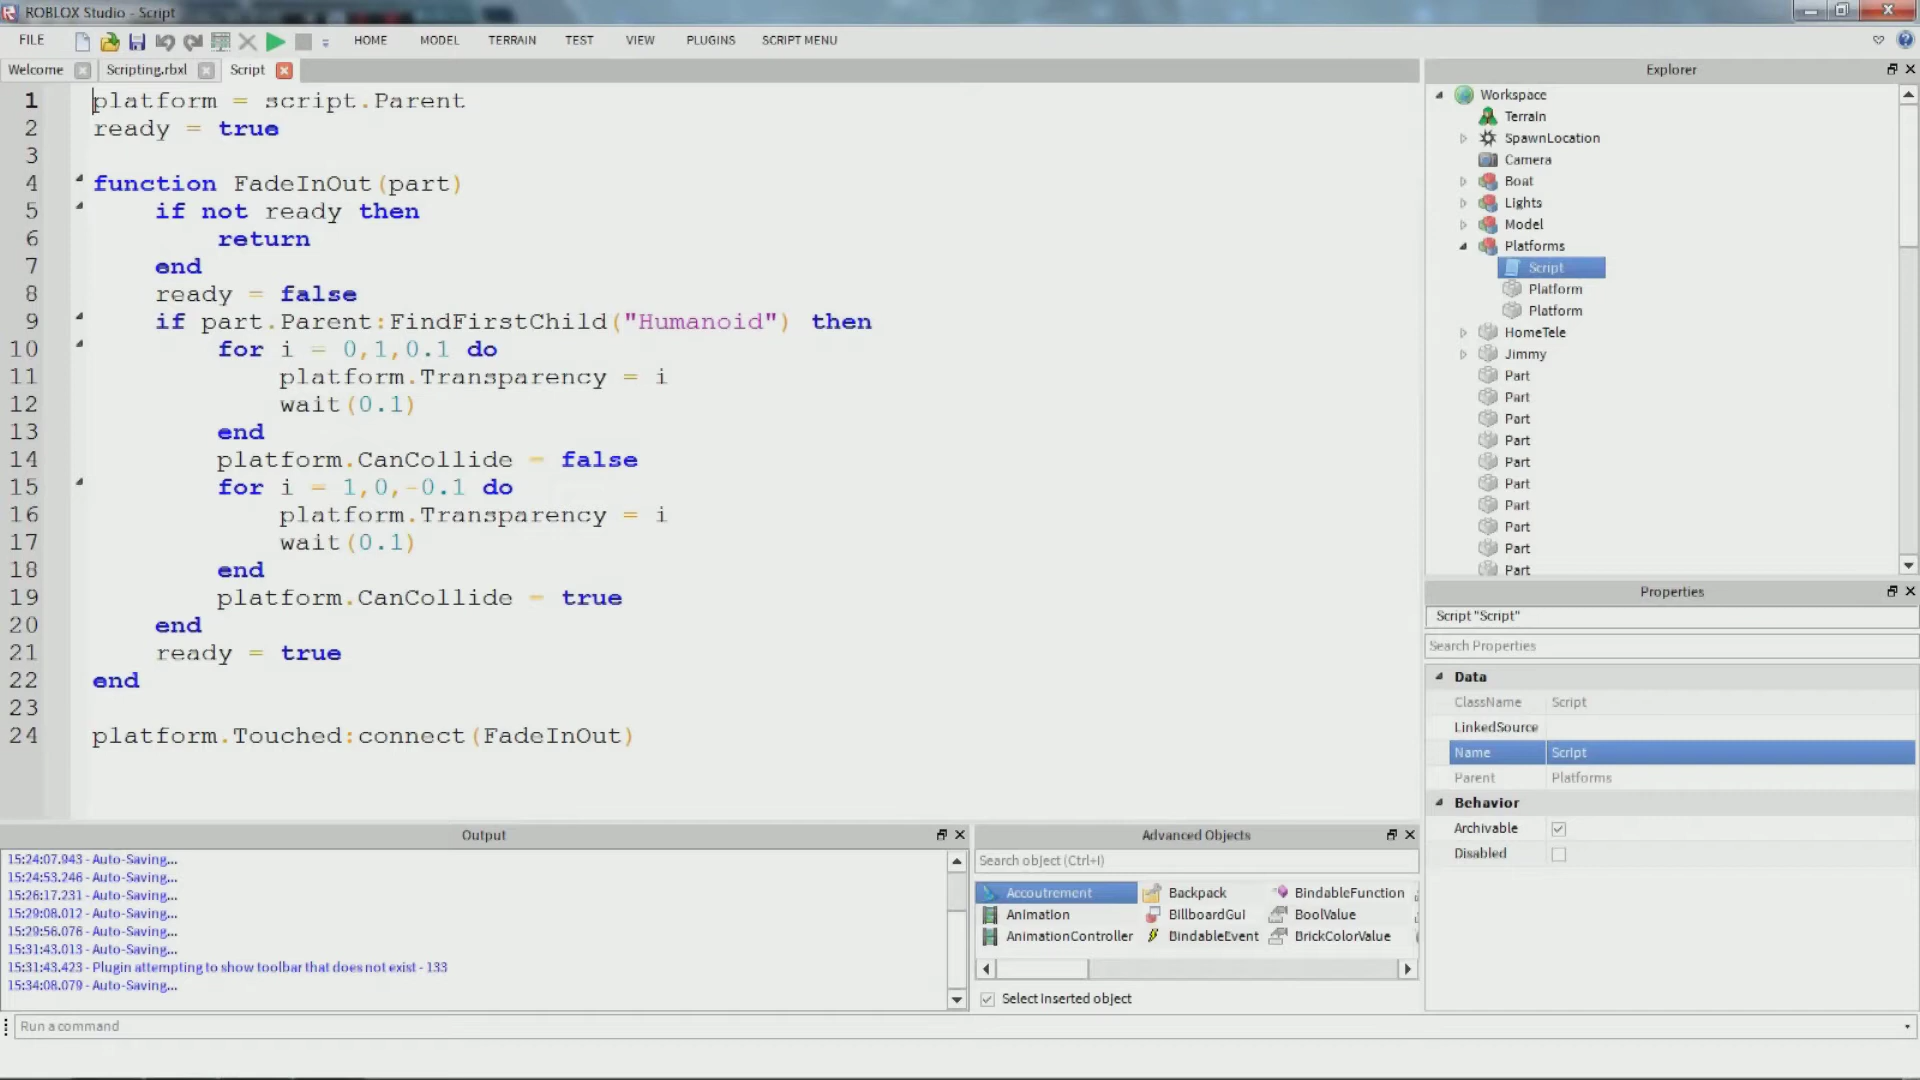 ROBLOX Studio - Script
FILE HOME MODEL TERRAIN TEST VIEW PLUGINS SCRIPT MENU
Welcome Scripting.rbxl Script
1 platform = script.Parent
2 ready = true
3
4 function FadeInOut(part)
5 if not ready then
6 return
7 end
8 ready = false
9 if part.Parent:FindFirstChild("Humanoid") then
10 for i = 0,1,0.1 do
11 platform.Transparency = i
12 wait(0.1)
13 end
14 platform.CanCollide = false
15 for i = 1,0,-0.1 do
16 platform.Transparency = i
17 wait(0.1)
18 end
19 platform.CanCollide = true
20 end
21 ready = true
22 end
23
24 platform.Touched:connect(FadeInOut)
Explorer
Workspace
Terrain
SpawnLocation
Camera
Boat
Lights
Model
Platforms
Script
Platform
Platform
HomeTele
Jimmy
Part
Part
Part
Part
Part
Part
Part
Part
Part
Part
Properties
Script "Script"
Search Properties
Data
ClassName Script
LinkedSource
Name Script
Parent Platforms
Behavior
Archivable
Disabled
Output
15:24:07.943 - Auto-Saving...
15:24:53.246 - Auto-Saving...
15:26:17.231 - Auto-Saving...
15:29:08.012 - Auto-Saving...
15:29:56.076 - Auto-Saving...
15:31:43.013 - Auto-Saving...
15:31:43.423 - Plugin attempting to show toolbar that does not exist - 133
15:34:08.079 - Auto-Saving...
Advanced Objects
Search object (Ctrl+I)
Accoutrement Backpack BindableFunction
Animation BillboardGui BoolValue
AnimationController BindableEvent BrickColorValue
Select inserted object
Run a command